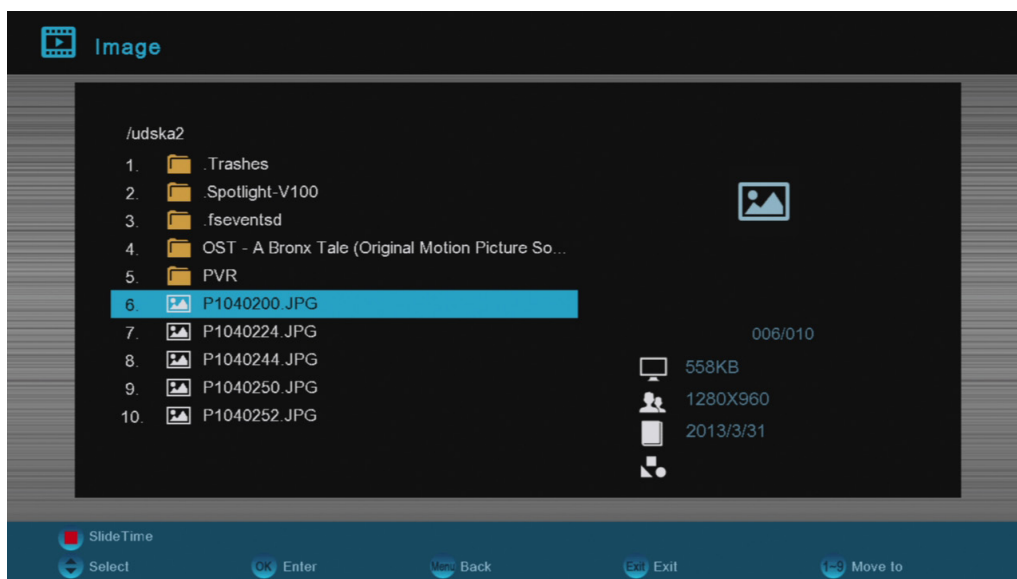 Image
/udska2
1. .Trashes
2. .Spotlight-V100
3. .fseventsd
4. OST - A Bronx Tale (Original Motion Picture So...
5. PVR
6. P1040200.JPG
7. P1040224.JPG
8. P1040244.JPG
9. P1040250.JPG
10. P1040252.JPG
006/010
558KB
1280X960
2013/3/31
SlideTime
Select
OK Enter
Menu Back
Exit Exit
1~9 Move to